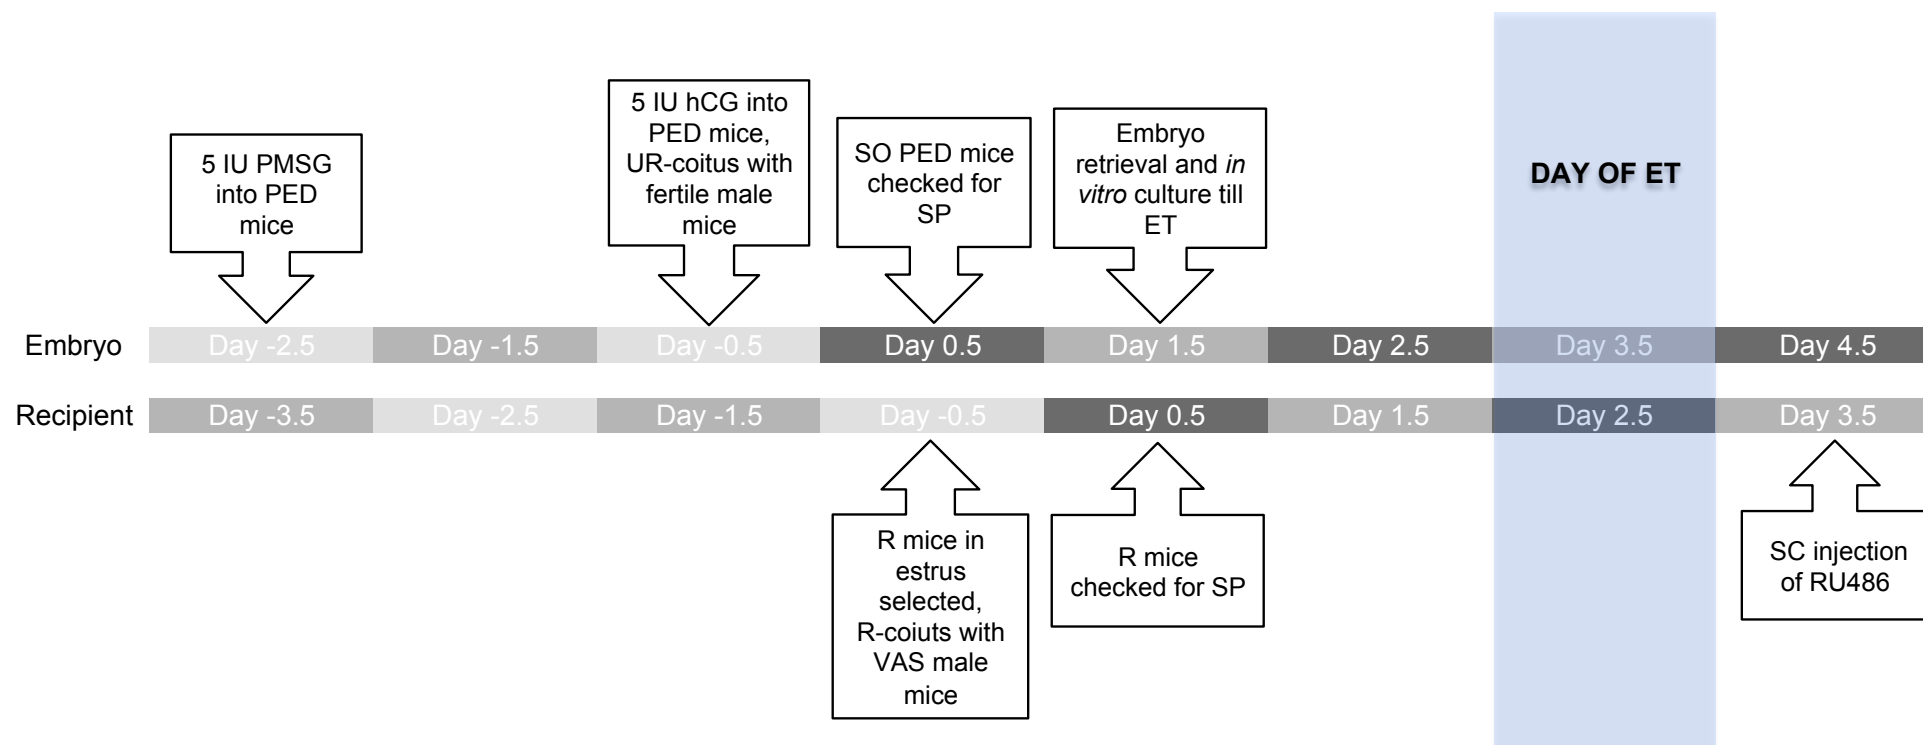 5 IU PMSG
into PED
mice
5 IU hCG into
PED mice,
UR-coitus with
fertile male
mice
SO PED mice
checked for
SP
Embryo
retrieval and in
vitro culture till
ET
DAY OF ET
Embryo
Day -2.5
Day -1.5
Day -0.5
Day 0.5
Day 1.5
Day 2.5
Day 3.5
Day 4.5
Recipient
Day -3.5
Day -2.5
Day -1.5
Day -0.5
Day 0.5
Day 1.5
Day 2.5
Day 3.5
R mice in
estrus
selected,
R-coiuts with
VAS male
mice
R mice
checked for SP
SC injection
of RU486